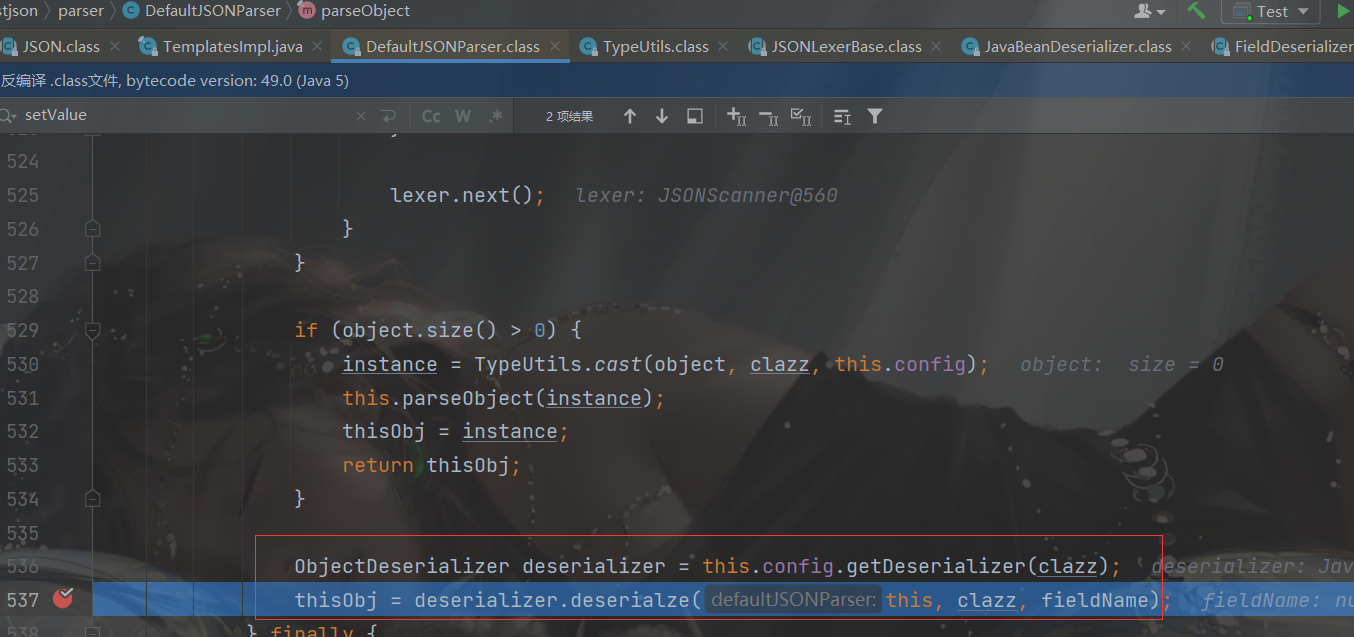 stjson 〉 parser 〉 DefaultJSONParser 〉 parseObject
Test
JSON.class × TemplatesImpl.java × DefaultJSONParser.class × TypeUtils.class × JSONLexerBase.class × JavaBeanDeserializer.class × FieldDeserializer
反编译 .class文件, bytecode version: 49.0 (Java 5)
setValue × Cc W .* 2 项结果
524
525 lexer.next(); lexer: JSONScanner@560
526 }
527 }
528
529 if (object.size() > 0) {
530 instance = TypeUtils.cast(object, clazz, this.config); object: size = 0
531 this.parseObject(instance);
532 thisObj = instance;
533 return thisObj;
534 }
535
536 ObjectDeserializer deserializer = this.config.getDeserializer(clazz); deserializer: Jav
537 thisObj = deserializer.deserialze( defaultJSONParser: this, clazz, fieldName); fieldName: nu
538 } finally {